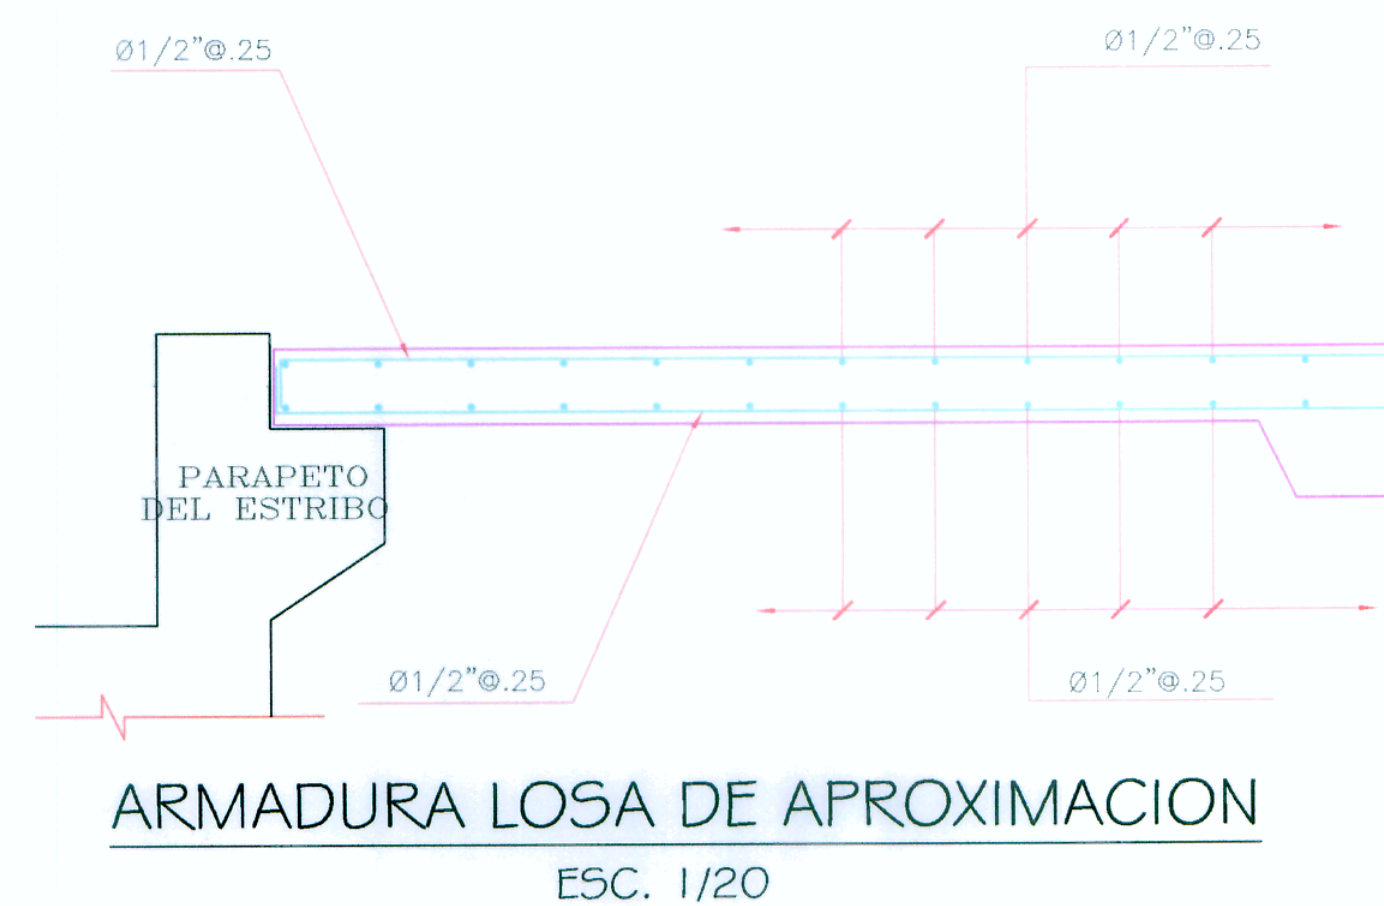 Ø1/2"@.25
Ø1/2"@.25
PARAPETO
DEL ESTRIBO
Ø1/2"@.25
Ø1/2"@.25
ARMADURA LOSA DE APROXIMACION
ESC. 1/20